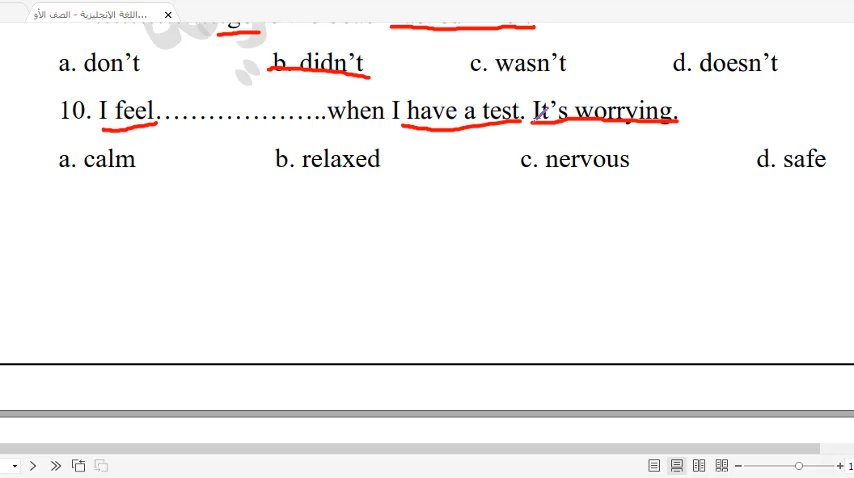 اللغة الإنجليزية - الصف الأو...
a. don't b. didn't c. wasn't d. doesn't
10. I feel…………………..when I have a test. It's worrying.
a. calm b. relaxed c. nervous d. safe